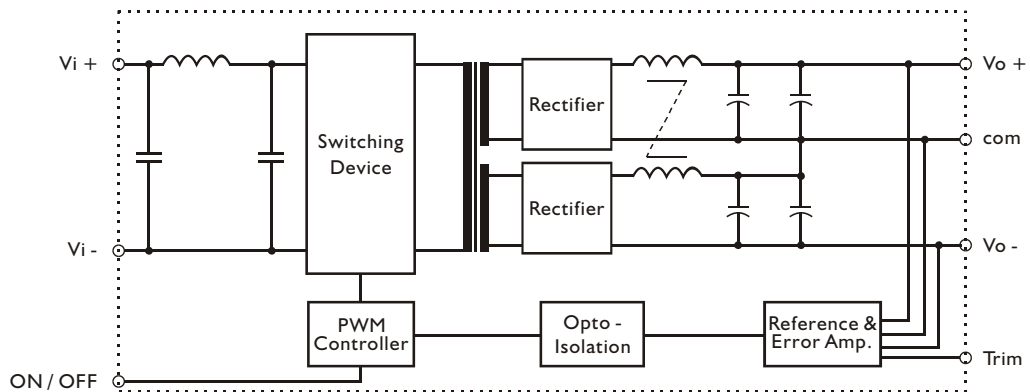 Vi +
Switching
Device
Rectifier
Vo +
com
Rectifier
Vi -
Vo -
PWM
Controller
Opto -
Isolation
Reference &
Error Amp.
Trim
ON / OFF